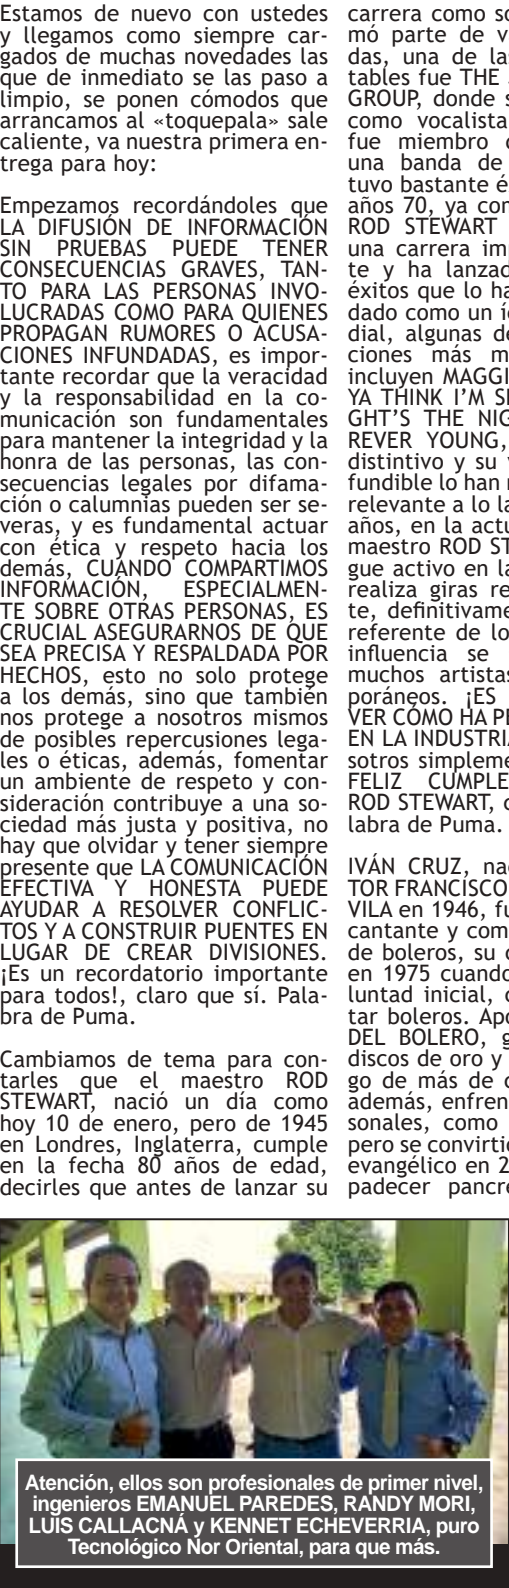 Estamos de nuevo con ustedes
y llegamos como siempre car-
gados de muchas novedades las
que de inmediato se las paso a
limpio, se ponen cómodos que
arrancamos al «toquepala» sale
caliente, va nuestra primera en-
trega para hoy:
Empezamos recordándoles que
LA DIFUSIÓN DE INFORMACIÓN
SIN PRUEBAS PUEDE TENER
CONSECUENCIAS GRAVES, TAN-
TO PARA LAS PERSONAS INVO-
LUCRADAS COMO PARA QUIENES
PROPAGAN RUMORES O ACUSA-
CIONES INFUNDADAS, es impor-
tante recordar que la veracidad
y la responsabilidad en la co-
municación son fundamentales
para mantener la integridad y la
honra de las personas, las con-
secuencias legales por difama-
ción o calumnias pueden ser se-
veras, y es fundamental actuar
con ética y respeto hacia los
demás, CUANDO COMPARTIMOS
INFORMACIÓN, ESPECIALMEN-
TE SOBRE OTRAS PERSONAS, ES
CRUCIAL ASEGURARNOS DE QUE
SEA PRECISA Y RESPALDADA POR
HECHOS, esto no solo protege
a los demás, sino que también
nos protege a nosotros mismos
de posibles repercusiones lega-
les o éticas, además, fomentar
un ambiente de respeto y con-
sideración contribuye a una so-
ciedad más justa y positiva, no
hay que olvidar y tener siempre
presente que LA COMUNICACIÓN
EFECTIVA Y HONESTA PUEDE
AYUDAR A RESOLVER CONFLIC-
TOS Y A CONSTRUIR PUENTES EN
LUGAR DE CREAR DIVISIONES.
¡Es un recordatorio importante
para todos!, claro que sí. Pala-
bra de Puma.
Cambiamos de tema para con-
tarles que el maestro ROD
STEWART, nació un día como
hoy 10 de enero, pero de 1945
en Londres, Inglaterra, cumple
en la fecha 80 años de edad,
decirles que antes de lanzar su
carrera como so
mó parte de v
das, una de la
tables fue THE
GROUP, donde s
como vocalista
fue miembro
una banda de
tuvo bastante é
años 70, ya co
ROD STEWART
una carrera im
te y ha lanzad
éxitos que lo ha
dado como un í
dial, algunas de
ciones más m
incluyen MAGGI
YA THINK I'M S
GHT'S THE NIG
REVER YOUNG,
distintivo y su
fundible lo han
relevante a lo la
años, en la actu
maestro ROD ST
gue activo en la
realiza giras re
te, definitivame
referente de lo
influencia se
muchos artistas
poráneos. ¡ES
VER CÓMO HA PE
EN LA INDUSTRIA
sotros simpleme
FELIZ CUMPLE
ROD STEWART,
labra de Puma.
IVÁN CRUZ, na
TOR FRANCISCO
VILA en 1946, fu
cantante y com
de boleros, su
en 1975 cuando
luntad inicial,
tar boleros. Apo
DEL BOLERO, g
discos de oro y
go de más de
además, enfren
sonales, como
pero se convirti
evangélico en 2
padecer pancre
Atención, ellos son profesionales de primer nivel,
ingenieros EMANUEL PAREDES, RANDY MORI,
LUIS CALLACNÁ y KENNET ECHEVERRIA, puro
Tecnológico Nor Oriental, para que más.